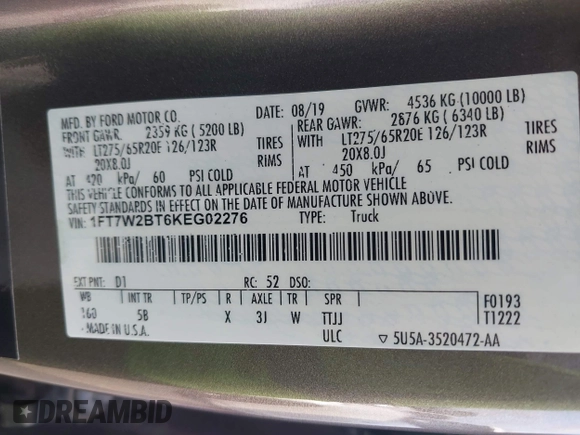 MFD. BY FORD MOTOR CO. DATE: 08/19 GVWR: 4536 KG (10000 LB)
FRONT GAWR: 2359 KG ( 5200 LB) REAR GAWR: 2876 KG ( 6340 LB)
WITH LT275/65R20E 126/123R TIRES WITH LT275/65R20E 126/123R TIRES
20X8.0J RIMS 20X8.0J RIMS
AT 420 kPa/ 60 PSI COLD AT 450 kPa/ 65 PSI COLD
THIS VEHICLE CONFORMS TO ALL APPLICABLE FEDERAL MOTOR VEHICLE
SAFETY STANDARDS IN EFFECT ON THE DATE OF MANUFACTURE SHOWN ABOVE.
VIN: 1FT7W2BT6KEG02276 TYPE: Truck
EXT PNT: D1 RC: 52 DSO:
WB INT TR TP/PS R AXLE TR SPR F0193
160 5B X 3J W TTJJ T1222
MADE IN U.S.A. ULC ▽ 5U5A-3520472-AA
DREAMBID